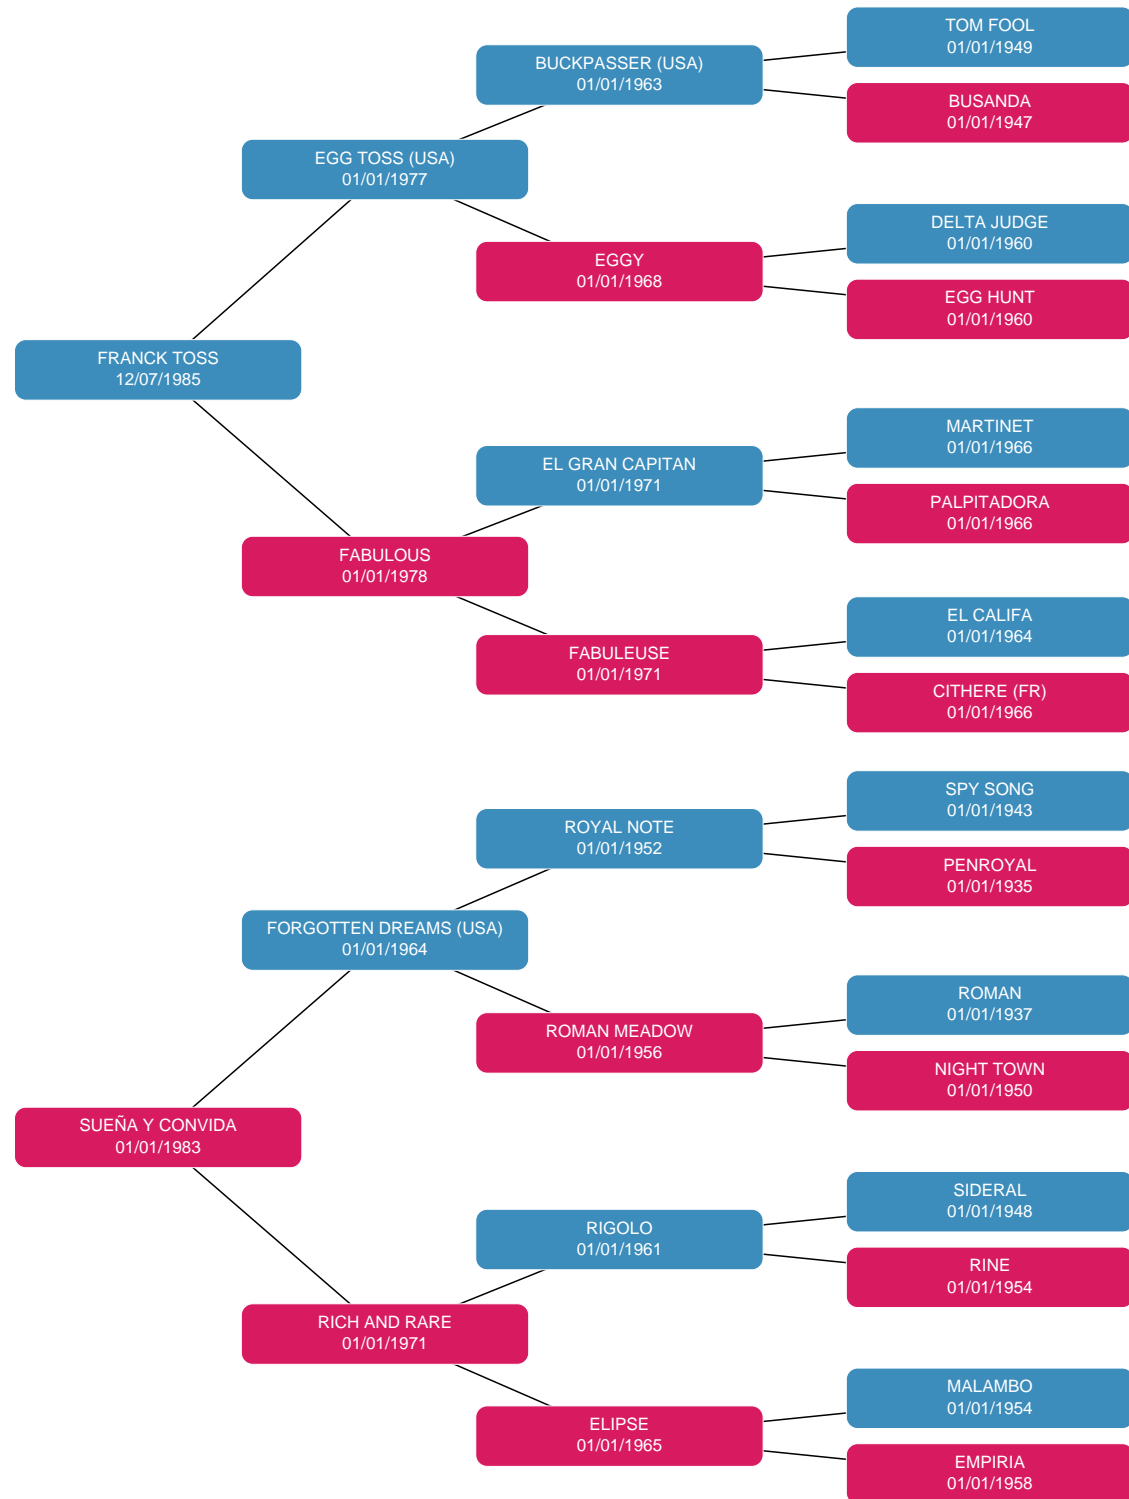 TOM FOOL
01/01/1949
BUCKPASSER (USA)
01/01/1963
BUSANDA
01/01/1947
EGG TOSS (USA)
01/01/1977
DELTA JUDGE
01/01/1960
EGGY
01/01/1968
EGG HUNT
01/01/1960
FRANCK TOSS
12/07/1985
MARTINET
01/01/1966
EL GRAN CAPITAN
01/01/1971
PALPITADORA
01/01/1966
FABULOUS
01/01/1978
EL CALIFA
01/01/1964
FABULEUSE
01/01/1971
CITHERE (FR)
01/01/1966
SPY SONG
01/01/1943
ROYAL NOTE
01/01/1952
PENROYAL
01/01/1935
FORGOTTEN DREAMS (USA)
01/01/1964
ROMAN
01/01/1937
ROMAN MEADOW
01/01/1956
NIGHT TOWN
01/01/1950
SUEÑA Y CONVIDA
01/01/1983
SIDERAL
01/01/1948
RIGOLO
01/01/1961
RINE
01/01/1954
RICH AND RARE
01/01/1971
MALAMBO
01/01/1954
ELIPSE
01/01/1965
EMPIRIA
01/01/1958